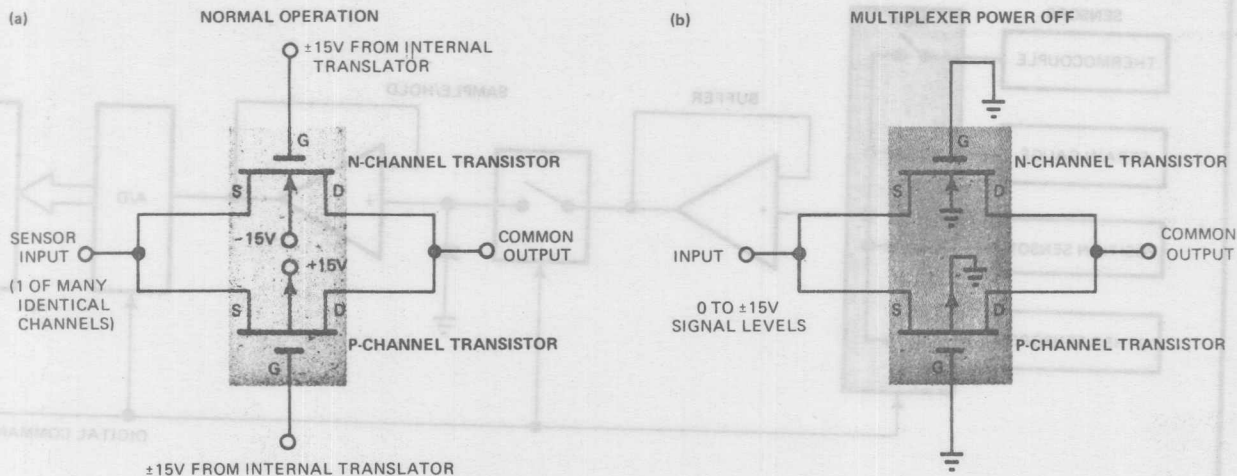 (a)
NORMAL OPERATION
±15V FROM INTERNAL
TRANSLATOR
G
N-CHANNEL TRANSISTOR
S
D
-15V
SENSOR
INPUT
+15V
COMMON
OUTPUT
(1 OF MANY
IDENTICAL
CHANNELS)
S
D
P-CHANNEL TRANSISTOR
G
±15V FROM INTERNAL TRANSLATOR
(b)
MULTIPLEXER POWER OFF
G
N-CHANNEL TRANSISTOR
S
D
INPUT
COMMON
OUTPUT
0 TO ±15V
SIGNAL LEVELS
S
D
P-CHANNEL TRANSISTOR
G